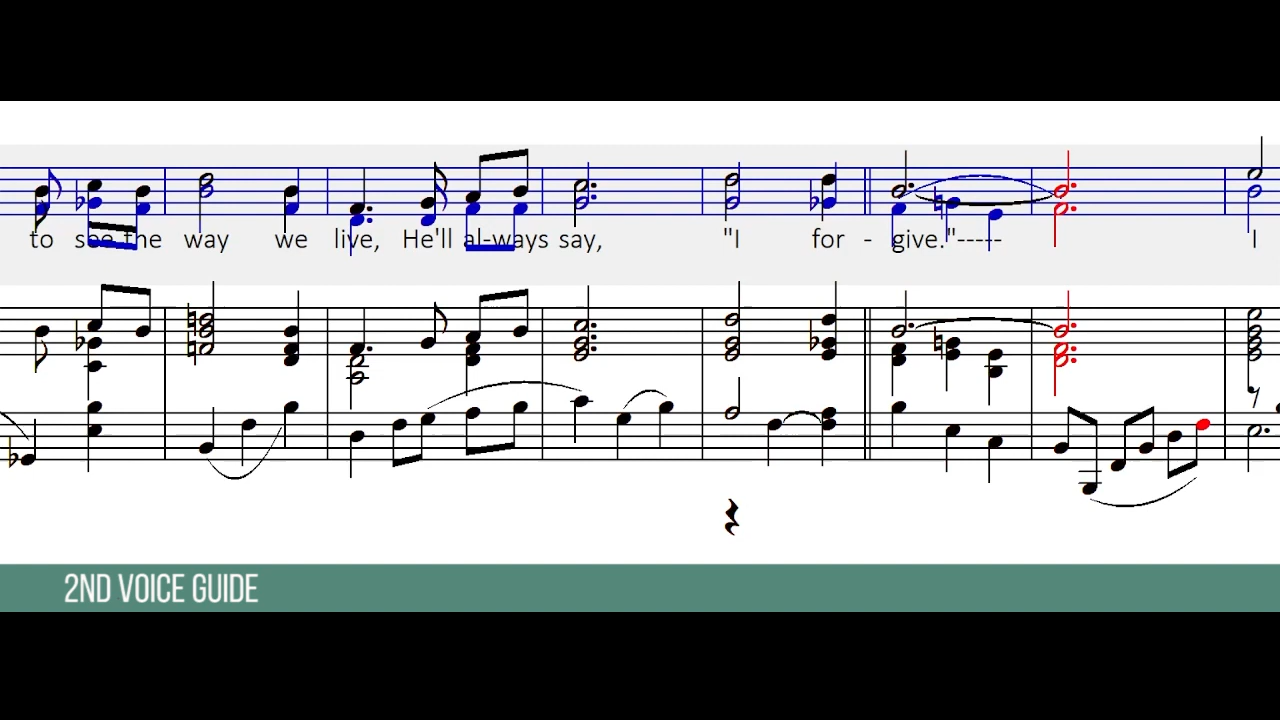 to see the way we live, He'll al-ways say, "I for - give."----- I
2ND VOICE GUIDE